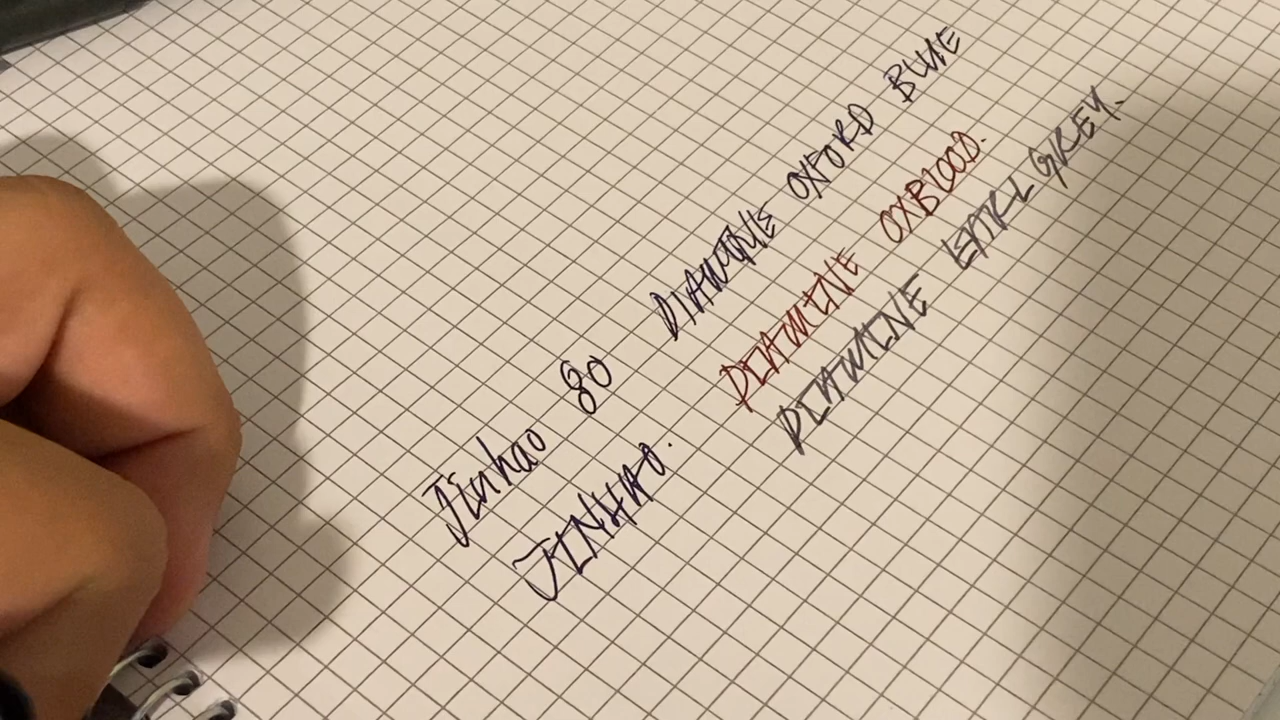 Jinhao 80 DIAMINE OXFORD BLUE
JINHAO. DIAMINE OXBLOOD.
DIAMINE EARL GREY.